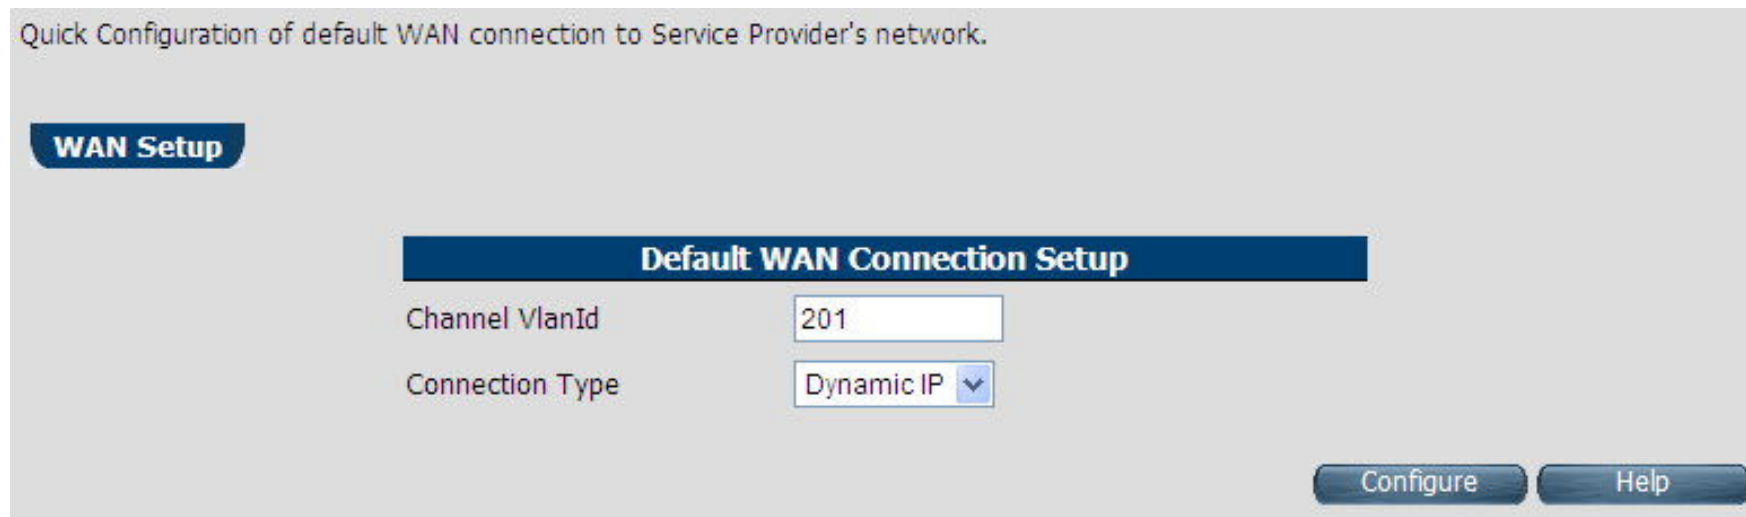 Quick Configuration of default WAN connection to Service Provider's network.
WAN Setup
Default WAN Connection Setup
Channel VlanId 201
Connection Type Dynamic IP
Configure Help